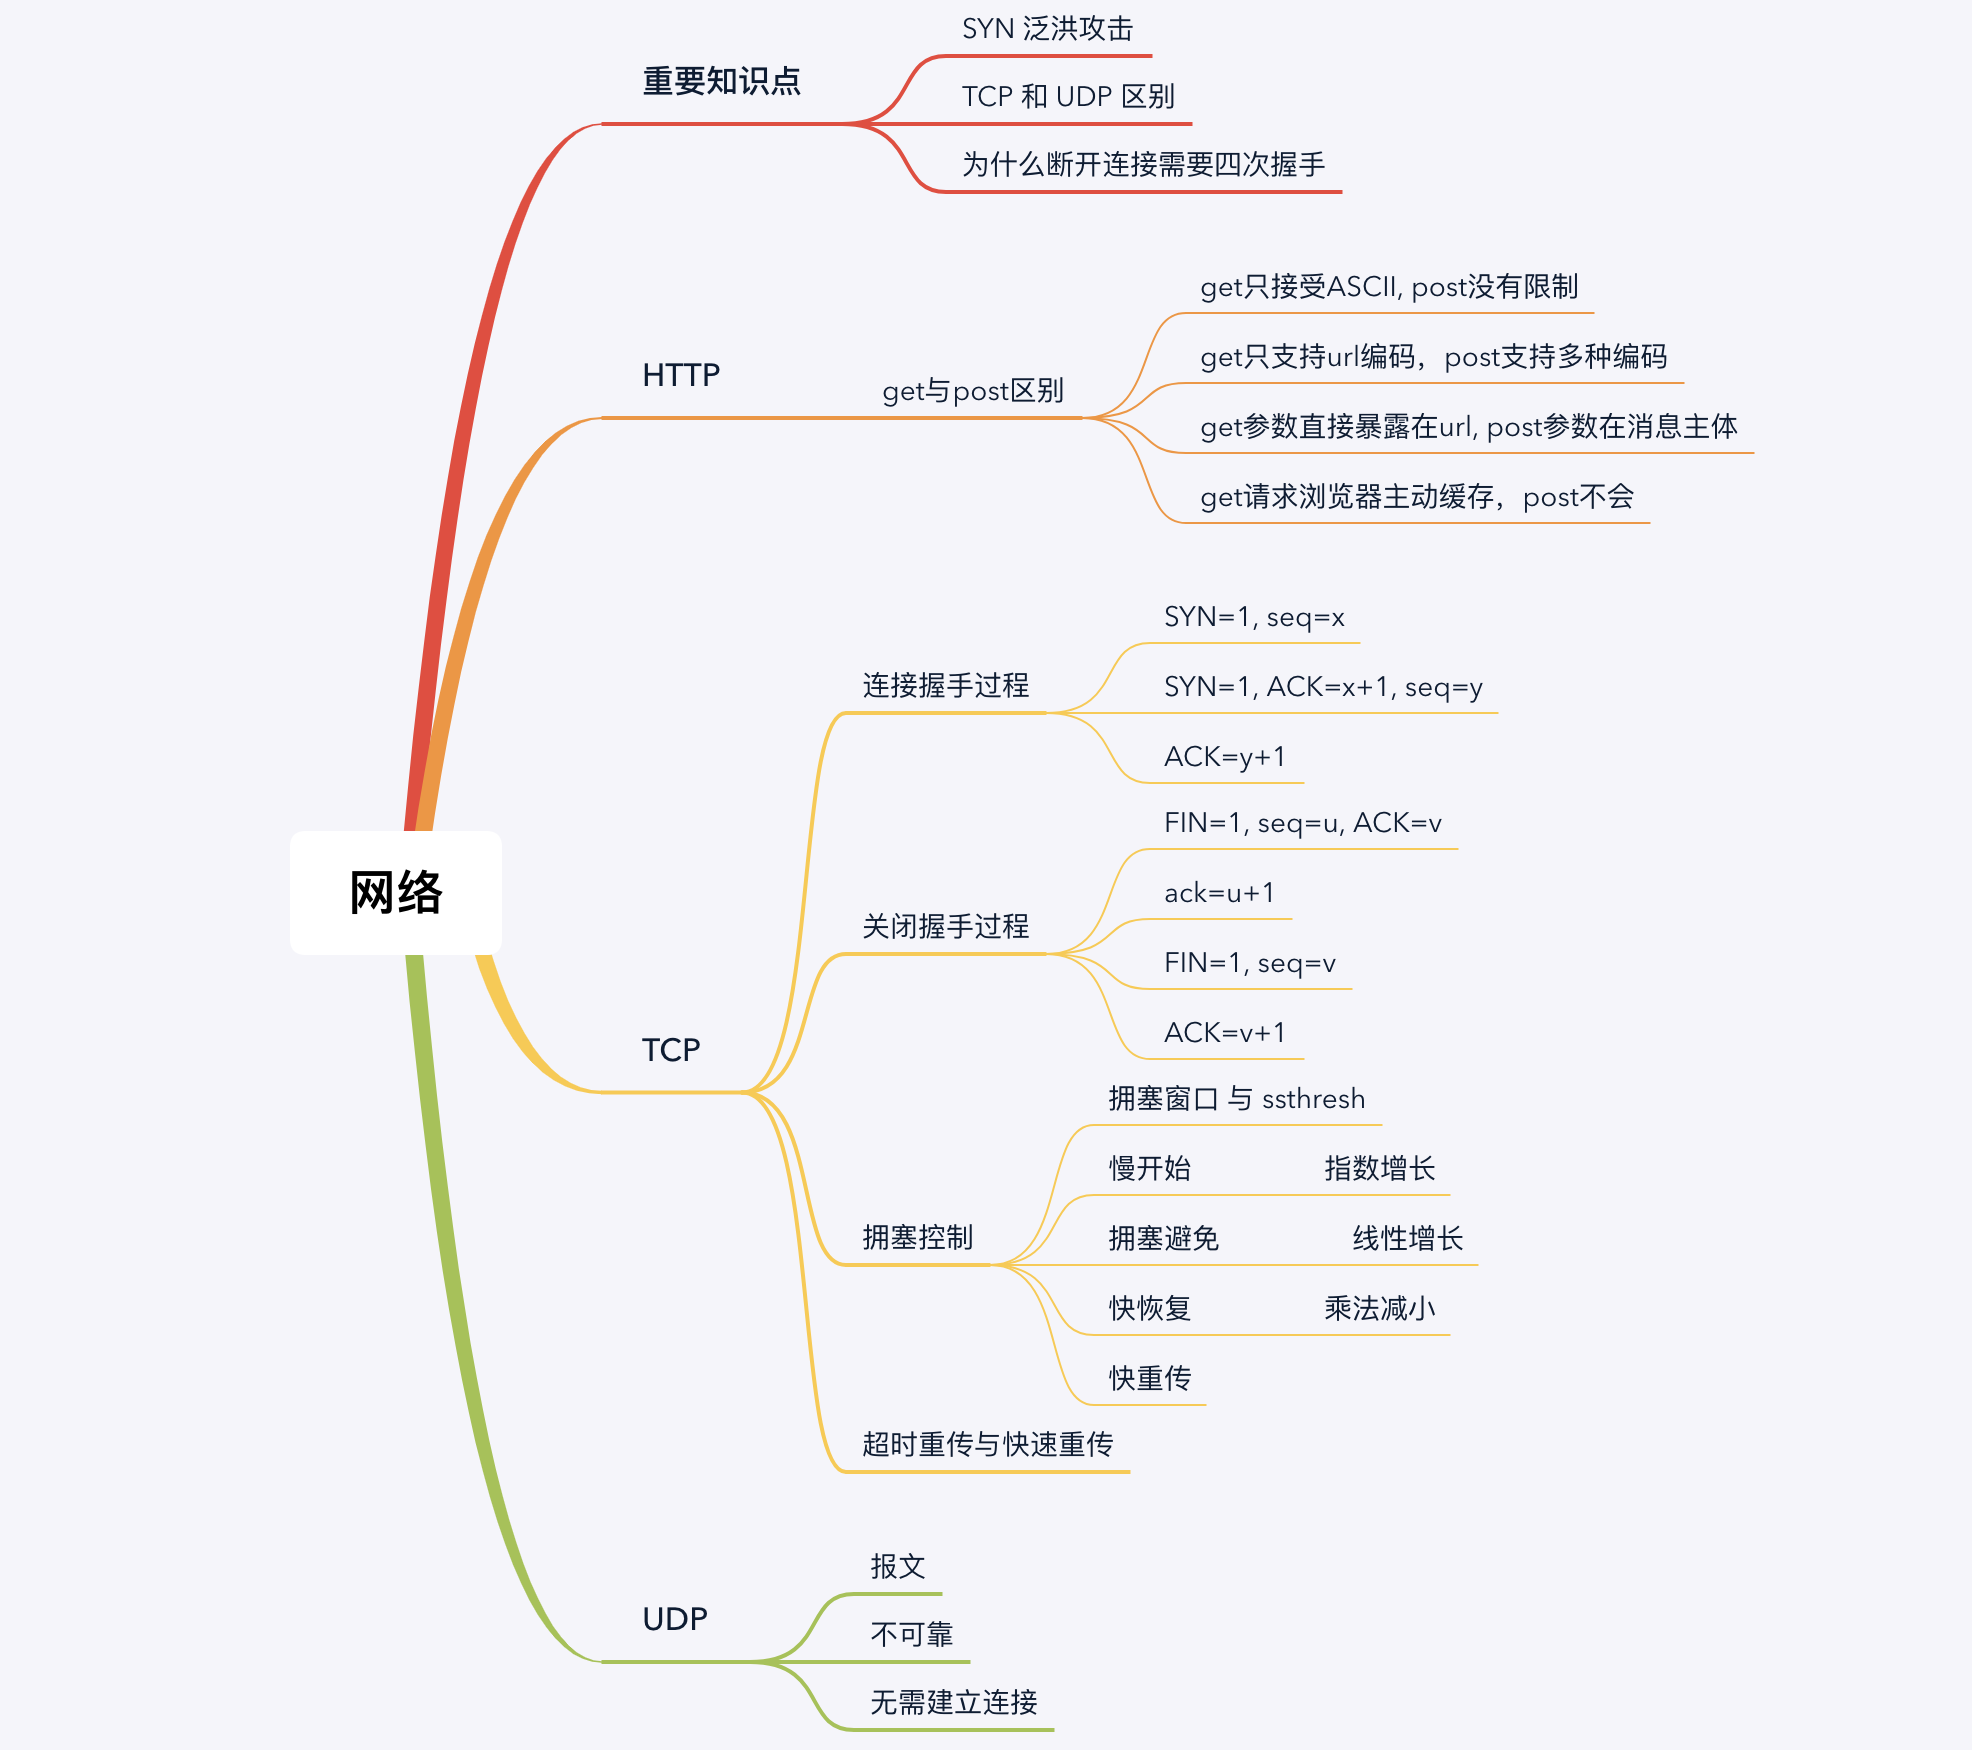 网络
重要知识点
SYN 泛洪攻击
TCP 和 UDP 区别
为什么断开连接需要四次握手
HTTP
get与post区别
get只接受ASCII, post没有限制
get只支持url编码，post支持多种编码
get参数直接暴露在url, post参数在消息主体
get请求浏览器主动缓存，post不会
TCP
连接握手过程
SYN=1, seq=x
SYN=1, ACK=x+1, seq=y
ACK=y+1
关闭握手过程
FIN=1, seq=u, ACK=v
ack=u+1
FIN=1, seq=v
ACK=v+1
拥塞控制
拥塞窗口 与 ssthresh
慢开始 指数增长
拥塞避免 线性增长
快恢复 乘法减小
快重传
超时重传与快速重传
UDP
报文
不可靠
无需建立连接